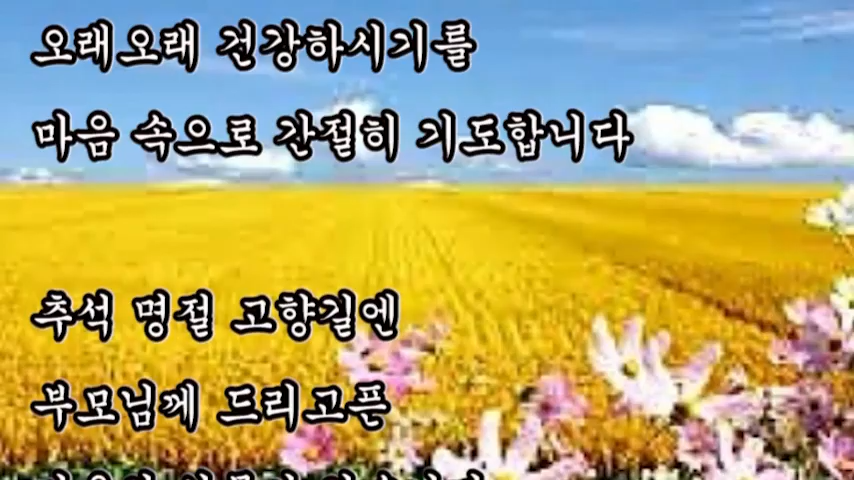 오래오래 건강하시기를
마음 속으로 간절히 기도합니다
추석 명절 고향길엔
부모님께 드리고픈